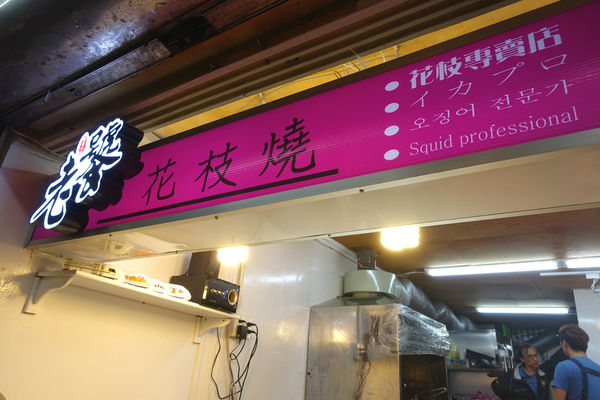 花枝燒
花枝專賣店
イカプロ
오징어 전문가
Squid professional